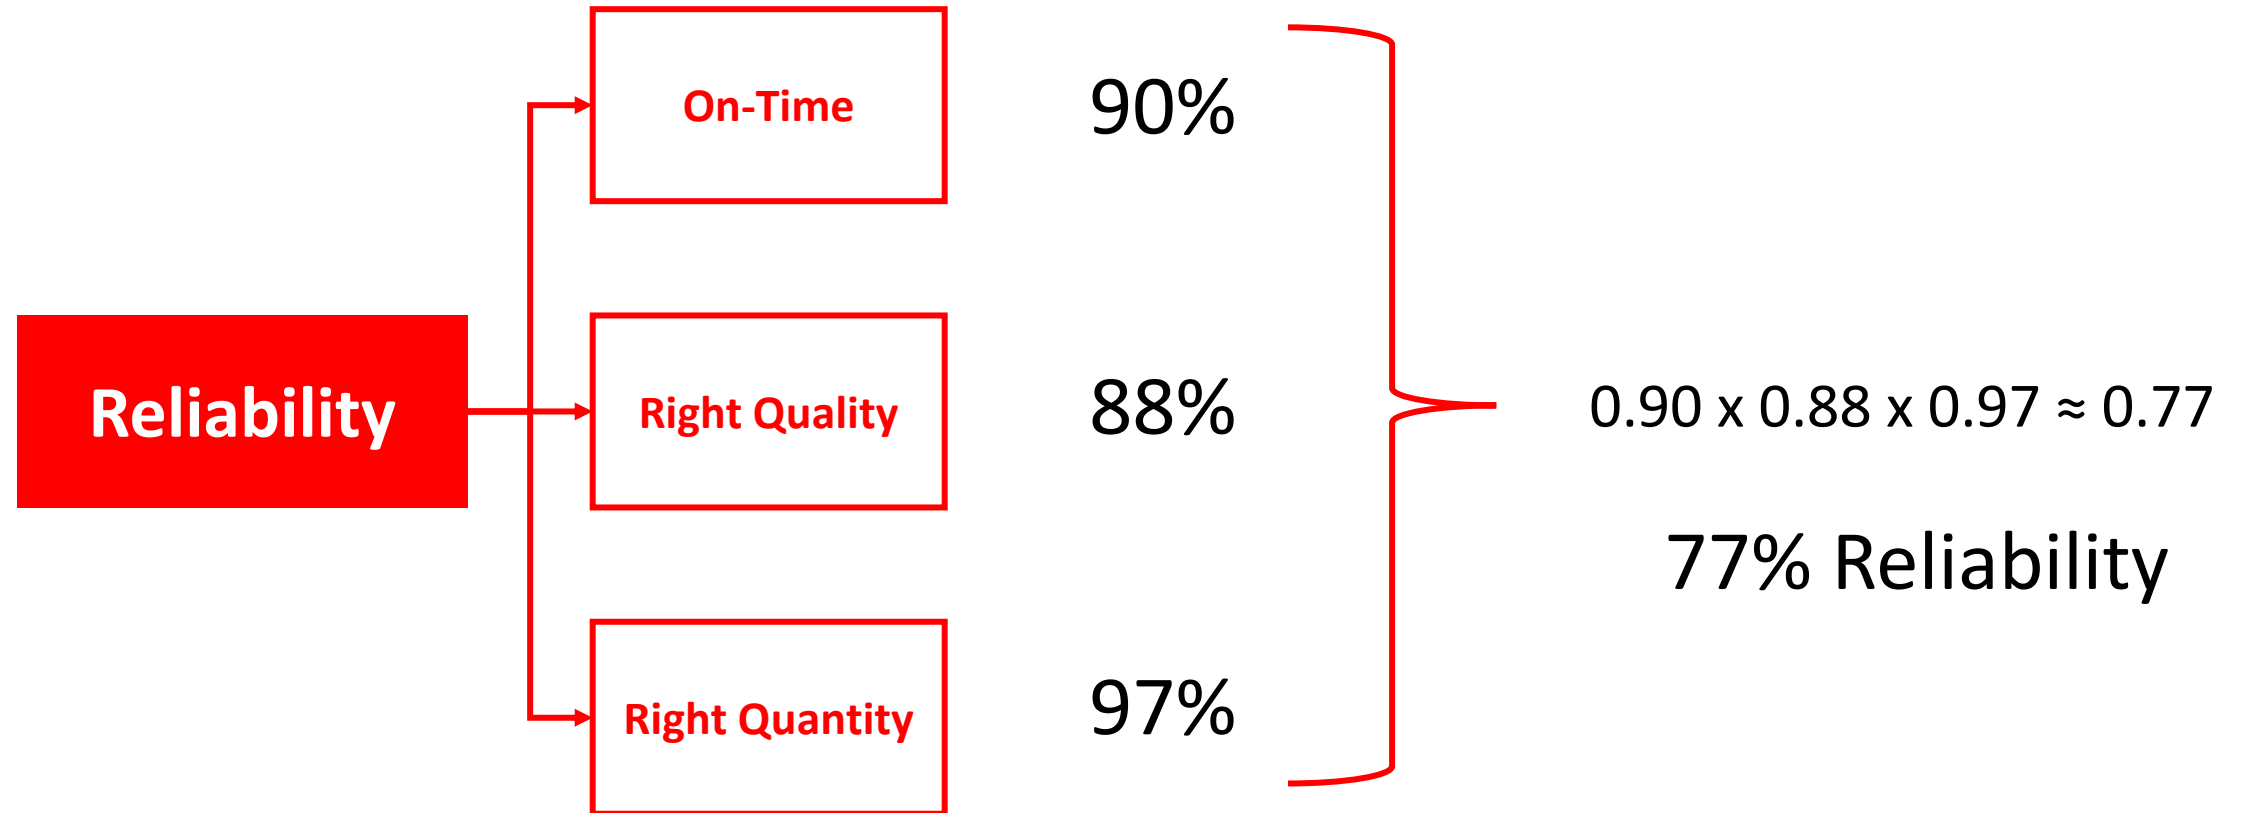 On-Time
90%
Reliability
Right Quality
88%
0.90 x 0.88 x 0.97 ≈ 0.77
77% Reliability
Right Quantity
97%